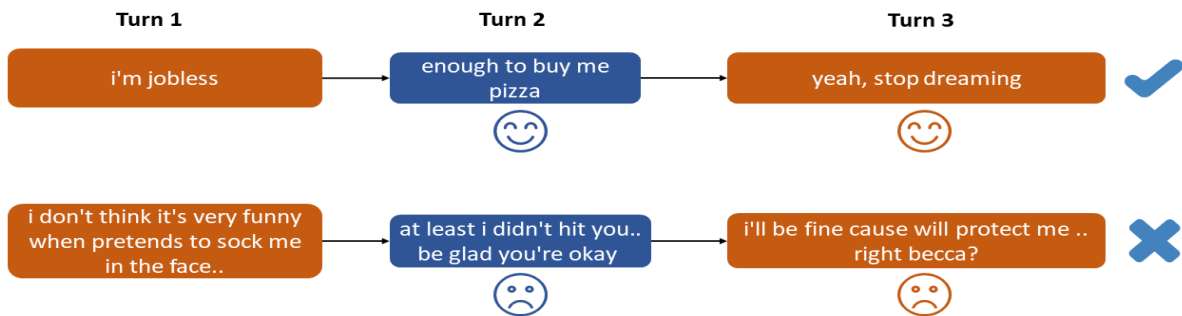 Turn 1
Turn 2
Turn 3
i'm jobless
enough to buy me
pizza
yeah, stop dreaming
i don't think it's very funny
when pretends to sock me
in the face..
at least i didn't hit you..
be glad you're okay
i'll be fine cause will protect me ..
right becca?